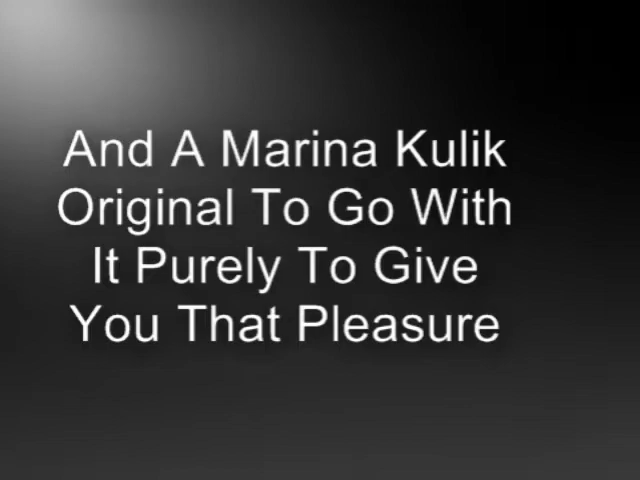 And A Marina Kulik
Original To Go With
It Purely To Give
You That Pleasure